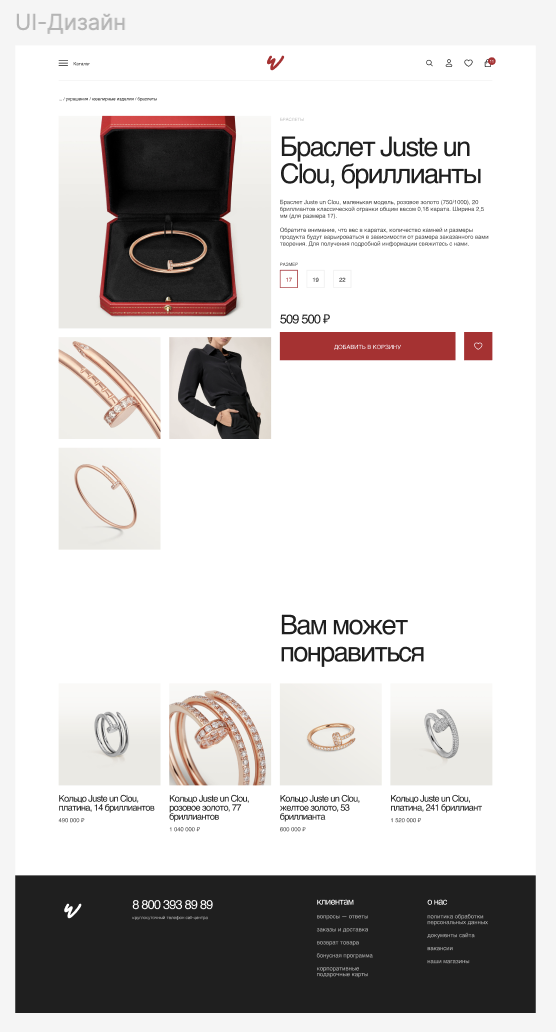 UI-Дизайн
Каталог
... / украшения / ювелирные изделия / браслеты
БРАСЛЕТЫ
Браслет Juste un
Clou, бриллианты
Браслет Juste un Clou, маленькая модель, розовое золото (750/1000), 20
бриллиантов классической огранки общим весом 0,16 карата. Ширина 2,5
мм (для размера 17).
Обратите внимание, что вес в каратах, количество камней и размеры
продукта будут варьироваться в зависимости от размера заказанного вами
творения. Для получения подробной информации свяжитесь с нами.
РАЗМЕР
17 19 22
509 500 ₽
ДОБАВИТЬ В КОРЗИНУ
Вам может
понравиться
Кольцо Juste un Clou,
платина, 14 бриллиантов
490 000 ₽
Кольцо Juste un Clou,
розовое золото, 77
бриллиантов
1 040 000 ₽
Кольцо Juste un Clou,
желтое золото, 53
бриллианта
600 000 ₽
Кольцо Juste un Clou,
платина, 241 бриллиант
1 520 000 ₽
8 800 393 89 89
круглосуточный телефон call-центра
клиентам
вопросы — ответы
заказы и доставка
возврат товара
бонусная программа
корпоративные
подарочные карты
о нас
политика обработки
персональных данных
документы сайта
вакансии
наши магазины